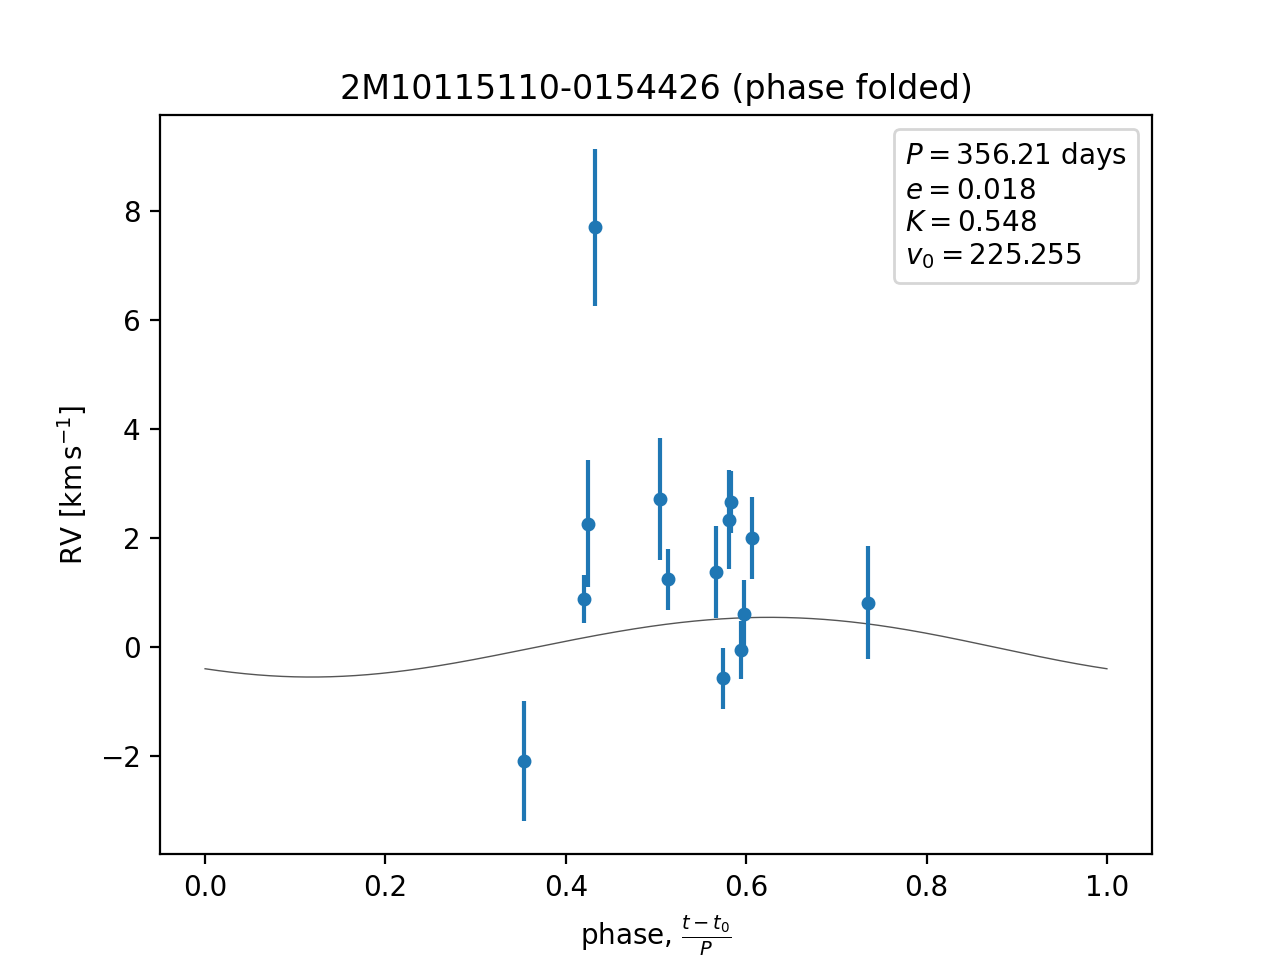 2M10115110-0154426 (phase folded)
P = 356.21 days
e = 0.018
K = 0.548
v₀ = 225.255
8
6
4
2
0
−2
RV [km s⁻¹]
0.0 0.2 0.4 0.6 0.8 1.0
phase, (t − t₀)/P